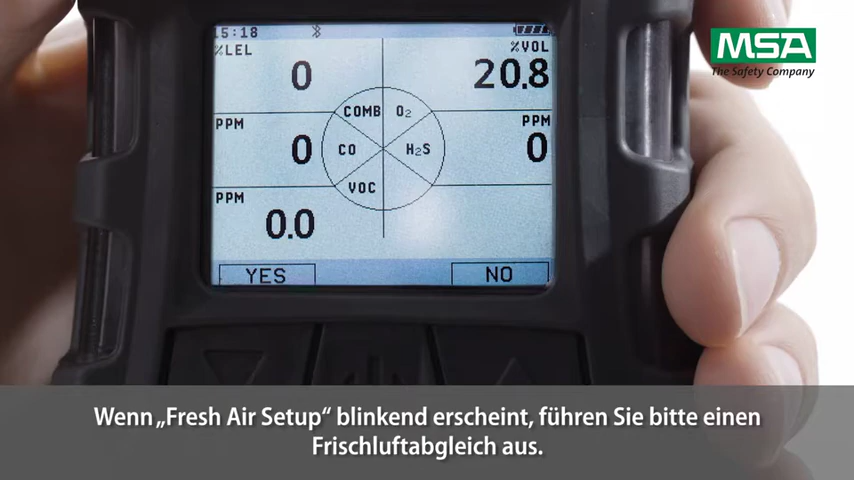 15:18
%LEL
%VOL
0
20.8
COMB O₂
PPM
PPM
0
CO
H₂S
0
VOC
PPM
0.0
YES
NO
MSA
The Safety Company
Wenn „Fresh Air Setup“ blinkend erscheint, führen Sie bitte einen
Frischluftabgleich aus.